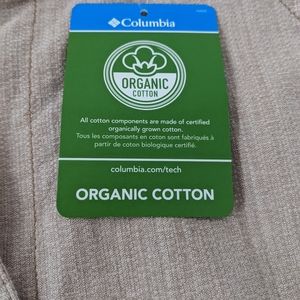 Columbia
ORGANIC
COTTON
All cotton components are made of certified
organically grown cotton.
Tous les composants en coton sont fabriqués à
partir de coton biologique certifié.
columbia.com/tech
ORGANIC COTTON